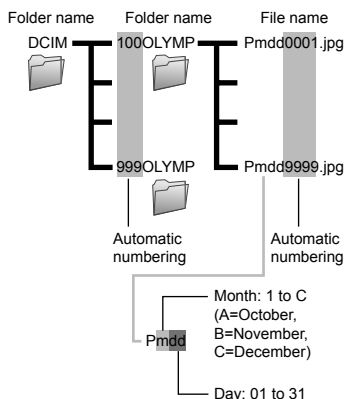 Folder name Folder name File name
DCIM 100OLYMP Pmdd0001.jpg
999OLYMP Pmdd9999.jpg
Automatic numbering
Automatic numbering
Month: 1 to C
(A=October,
B=November,
C=December)
Pmdd
Day: 01 to 31